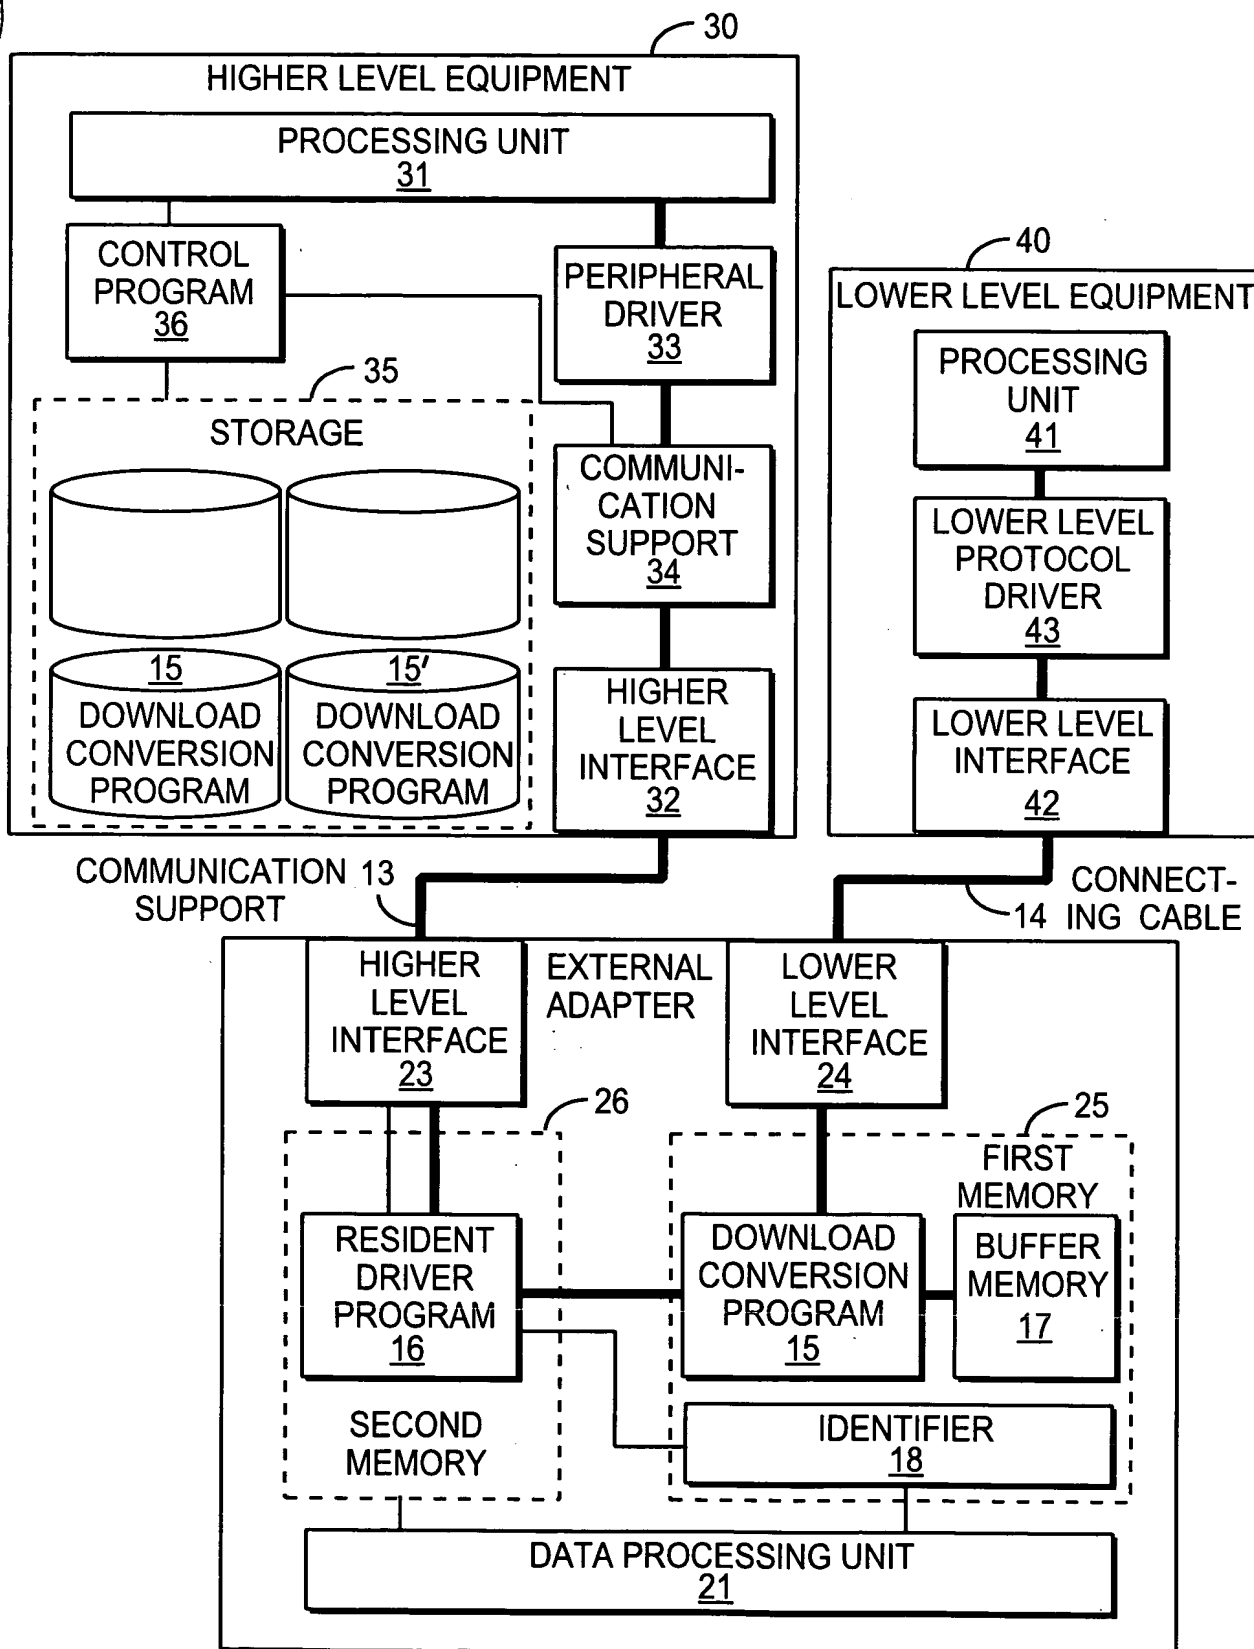 30
HIGHER LEVEL EQUIPMENT
PROCESSING UNIT
31
CONTROL
PROGRAM
36
PERIPHERAL
DRIVER
33
35
STORAGE
COMMUNI-
CATION
SUPPORT
34
15
DOWNLOAD
CONVERSION
PROGRAM
15′
DOWNLOAD
CONVERSION
PROGRAM
HIGHER
LEVEL
INTERFACE
32
40
LOWER LEVEL EQUIPMENT
PROCESSING
UNIT
41
LOWER LEVEL
PROTOCOL
DRIVER
43
LOWER LEVEL
INTERFACE
42
COMMUNICATION 13
SUPPORT
14
CONNECT-
ING CABLE
HIGHER
LEVEL
INTERFACE
23
EXTERNAL
ADAPTER
LOWER
LEVEL
INTERFACE
24
26
25
FIRST
MEMORY
RESIDENT
DRIVER
PROGRAM
16
DOWNLOAD
CONVERSION
PROGRAM
15
BUFFER
MEMORY
17
SECOND
MEMORY
IDENTIFIER
18
DATA PROCESSING UNIT
21